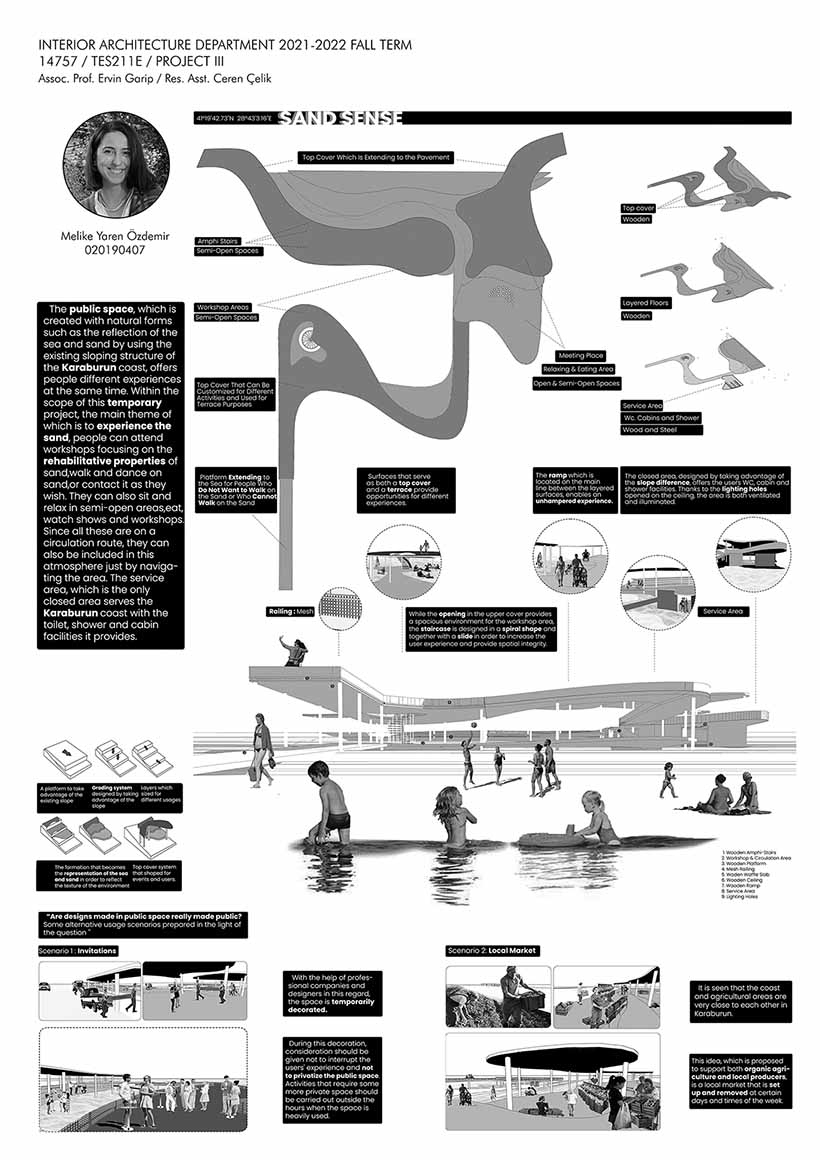 INTERIOR ARCHITECTURE DEPARTMENT 2021-2022 FALL TERM
14757 / TES211E / PROJECT III
Assoc. Prof. Ervin Garip / Res. Asst. Ceren Çelik
41°19'42.73"N 28°43'3.16"E SAND SENSE
Melike Yaren Özdemir
020190407
The public space, which is
created with natural forms
such as the reflection of the
sea and sand by using the
existing sloping structure of
the Karaburun coast, offers
people different experiences
at the same time. Within the
scope of this temporary
project, the main theme of
which is to experience the
sand, people can attend
workshops focusing on the
rehabilitative properties of
sand,walk and dance on
sand,or contact it as they
wish. They can also sit and
relax in semi-open areas,eat,
watch shows and workshops.
Since all these are on a
circulation route, they can
also be included in this
atmosphere just by naviga-
ting the area. The service
area, which is the only
closed area serves the
Karaburun coast with the
toilet, shower and cabin
facilities it provides.
Top Cover Which Is Extending to the Pavement
Amphi Stairs
Semi-Open Spaces
Workshop Areas
Semi-Open Spaces
Top Cover That Can Be
Customized for Different
Activities and Used for
Terrace Purposes
Meeting Place
Relaxing & Eating Area
Open & Semi-Open Spaces
Top cover
Wooden
Layered Floors
Wooden
Service Area
Wc. Cabins and Shower
Wood and Steel
Platform Extending to
the Sea for People Who
Do Not Want to Walk on
the Sand or Who Cannot
Walk on the Sand
Surfaces that serve
as both a top cover
and a terrace provide
opportunities for different
experiences.
The ramp which is
located on the main
line between the layered
surfaces, enables an
unhampered experience.
The closed area, designed by taking advantage of
the slope difference, offers the users WC, cabin and
shower facilities. Thanks to the lighting holes
opened on the ceiling, the area is both ventilated
and illuminated.
Railing : Mesh
While the opening in the upper cover provides
a spacious environment for the workshop area,
the staircase is designed in a spiral shape and
together with a slide in order to increase the
user experience and provide spatial integrity.
Service Area
A platform to take
advantage of the
existing slope
Grading system
designed by taking
advantage of the
slope
Layers which
sized for
different usages
The formation that becomes
the representation of the sea
and sand in order to reflect
the texture of the environment
Top cover system
that shaped for
events and users.
1: Wooden Amphi-Stairs
2: Workshop & Circulation Area
3: Wooden Platform
4: Mesh Railing
5: Waden Waffle Slab
6: Wooden Ceiling
7: Wooden Ramp
8: Service Area
9: Lighting Holes
"Are designs made in public space really made public?
Some alternative usage scenarios prepared in the light of
the question "
Scenario 1 : Invitations
With the help of profes-
sional companies and
designers in this regard,
the space is temporarily
decorated.
During this decoration,
consideration should be
given not to interrupt the
users' experience and not
to privatize the public space.
Activities that require some
more private space should
be carried out outside the
hours when the space is
heavily used.
Scenario 2: Local Market
It is seen that the coast
and agricultural areas are
very close to each other in
Karaburun.
This idea, which is proposed
to support both organic agri-
culture and local producers,
is a local market that is set
up and removed at certain
days and times of the week.